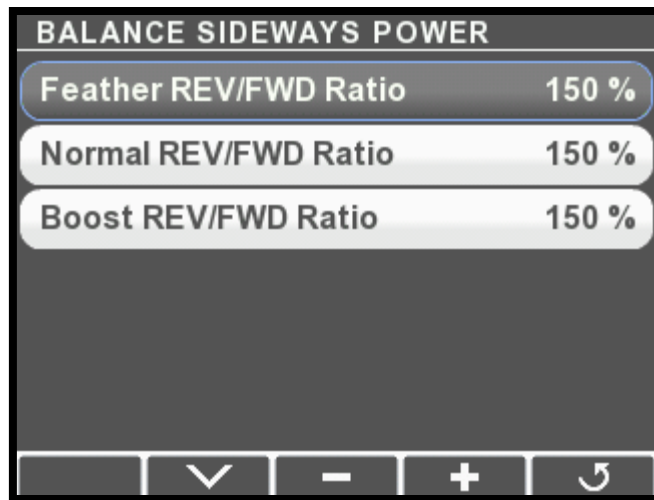 BALANCE SIDEWAYS POWER
Feather REV/FWD Ratio 150 %
Normal REV/FWD Ratio 150 %
Boost REV/FWD Ratio 150 %